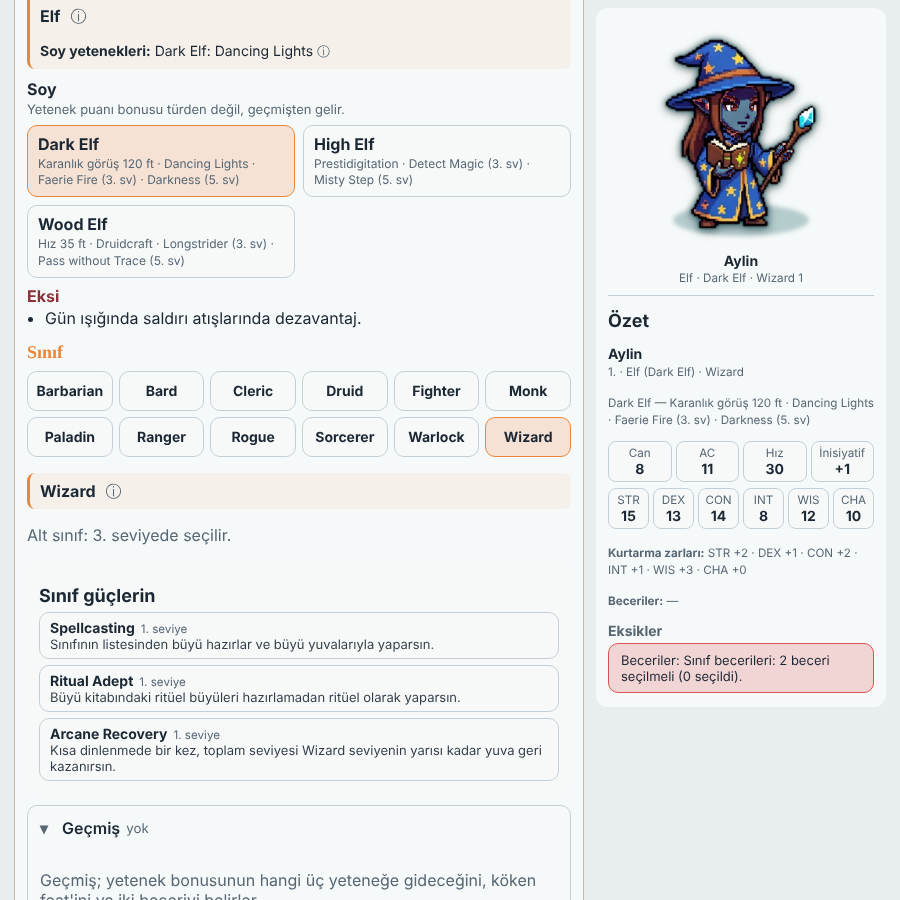 Elf ⓘ
Soy yetenekleri: Dark Elf: Dancing Lights ⓘ
Soy
Yetenek puanı bonusu türden değil, geçmişten gelir.
Dark Elf
Karanlık görüş 120 ft · Dancing Lights ·
Faerie Fire (3. sv) · Darkness (5. sv)
High Elf
Prestidigitation · Detect Magic (3. sv) ·
Misty Step (5. sv)
Wood Elf
Hız 35 ft · Druidcraft · Longstrider (3. sv) ·
Pass without Trace (5. sv)
Eksi
• Gün ışığında saldırı atışlarında dezavantaj.
Sınıf
Barbarian Bard Cleric Druid Fighter Monk
Paladin Ranger Rogue Sorcerer Warlock Wizard
Wizard ⓘ
Alt sınıf: 3. seviyede seçilir.
Sınıf güçlerin
Spellcasting 1. seviye
Sınıfının listesinden büyü hazırlar ve büyü yuvalarıyla yaparsın.
Ritual Adept 1. seviye
Büyü kitabındaki ritüel büyüleri hazırlamadan ritüel olarak yaparsın.
Arcane Recovery 1. seviye
Kısa dinlenmede bir kez, toplam seviyesi Wizard seviyenin yarısı kadar yuva geri
kazanırsın.
▼ Geçmiş yok
Geçmiş; yetenek bonusunun hangi üç yeteneğe gideceğini, köken
feat'ini ve iki beceriyi belirler.
Aylin
Elf · Dark Elf · Wizard 1
Özet
Aylin
1. · Elf (Dark Elf) · Wizard
Dark Elf — Karanlık görüş 120 ft · Dancing Lights
· Faerie Fire (3. sv) · Darkness (5. sv)
Can AC Hız İnisiyatif
8 11 30 +1
STR DEX CON INT WIS CHA
15 13 14 8 12 10
Kurtarma zarları: STR +2 · DEX +1 · CON +2 ·
INT +1 · WIS +3 · CHA +0
Beceriler: —
Eksikler
Beceriler: Sınıf becerileri: 2 beceri
seçilmeli (0 seçildi).